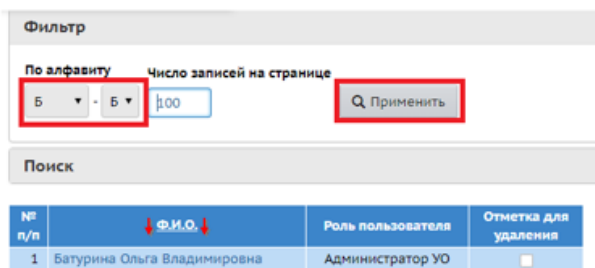 Фильтр
По алфавиту Число записей на странице
Б - Б 100 Применить
Поиск
№ п/п Ф.И.О. Роль пользователя Отметка для удаления
1 Батурина Ольга Владимировна Администратор УО